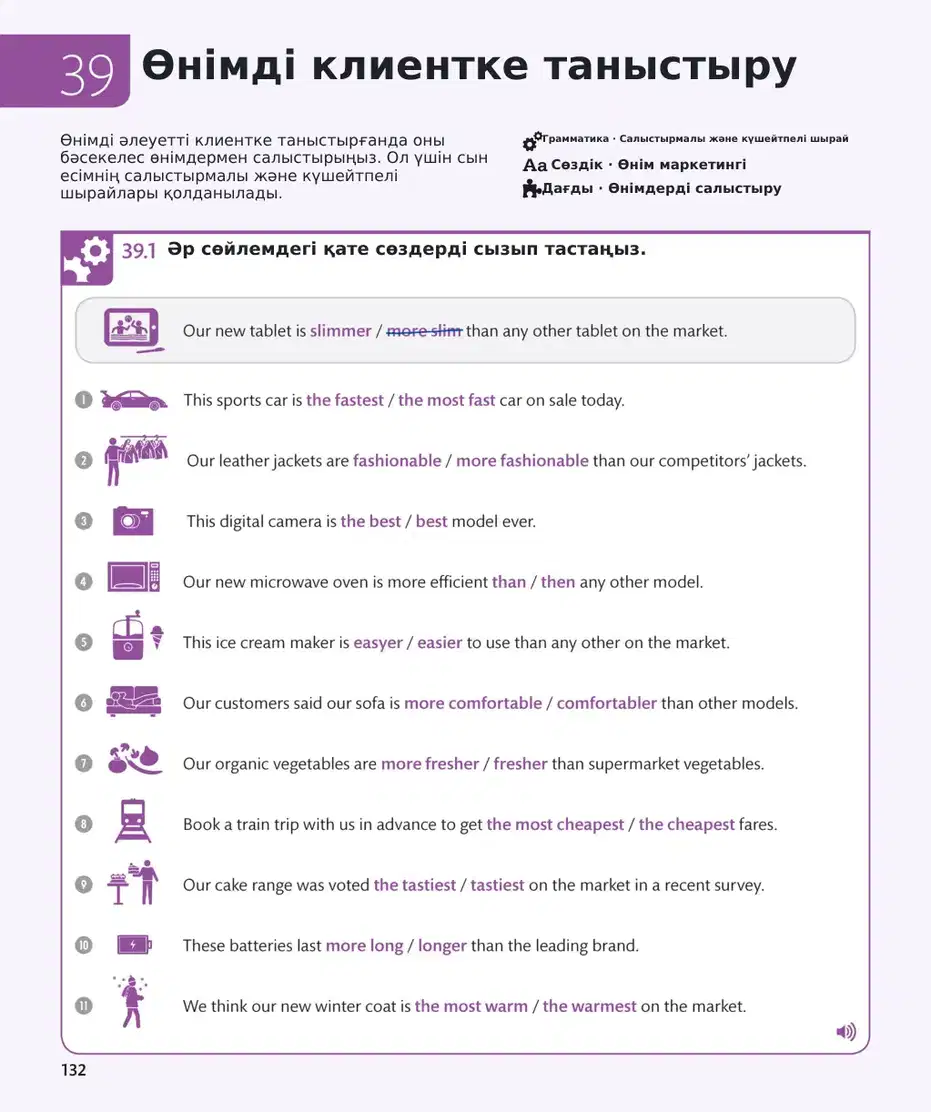 39
Өнімді клиентке таныстыру
Өнімді әлеуетті клиентке таныстырғанда оны
бәсекелес өнімдермен салыстырыңыз. Ол үшін сын
есімнің салыстырмалы және күшейтпелі
шырайлары қолданылады.
Грамматика · Салыстырмалы және күшейтпелі шырай
Aa Сөздік · Өнім маркетингі
Дағды · Өнімдерді салыстыру
39.1 Әр сөйлемдегі қате сөздерді сызып тастаңыз.
Our new tablet is slimmer / more slim than any other tablet on the market.
1 This sports car is the fastest / the most fast car on sale today.
2 Our leather jackets are fashionable / more fashionable than our competitors’ jackets.
3 This digital camera is the best / best model ever.
4 Our new microwave oven is more efficient than / then any other model.
5 This ice cream maker is easyer / easier to use than any other on the market.
6 Our customers said our sofa is more comfortable / comfortabler than other models.
7 Our organic vegetables are more fresher / fresher than supermarket vegetables.
8 Book a train trip with us in advance to get the most cheapest / the cheapest fares.
9 Our cake range was voted the tastiest / tastiest on the market in a recent survey.
10 These batteries last more long / longer than the leading brand.
11 We think our new winter coat is the most warm / the warmest on the market.
132